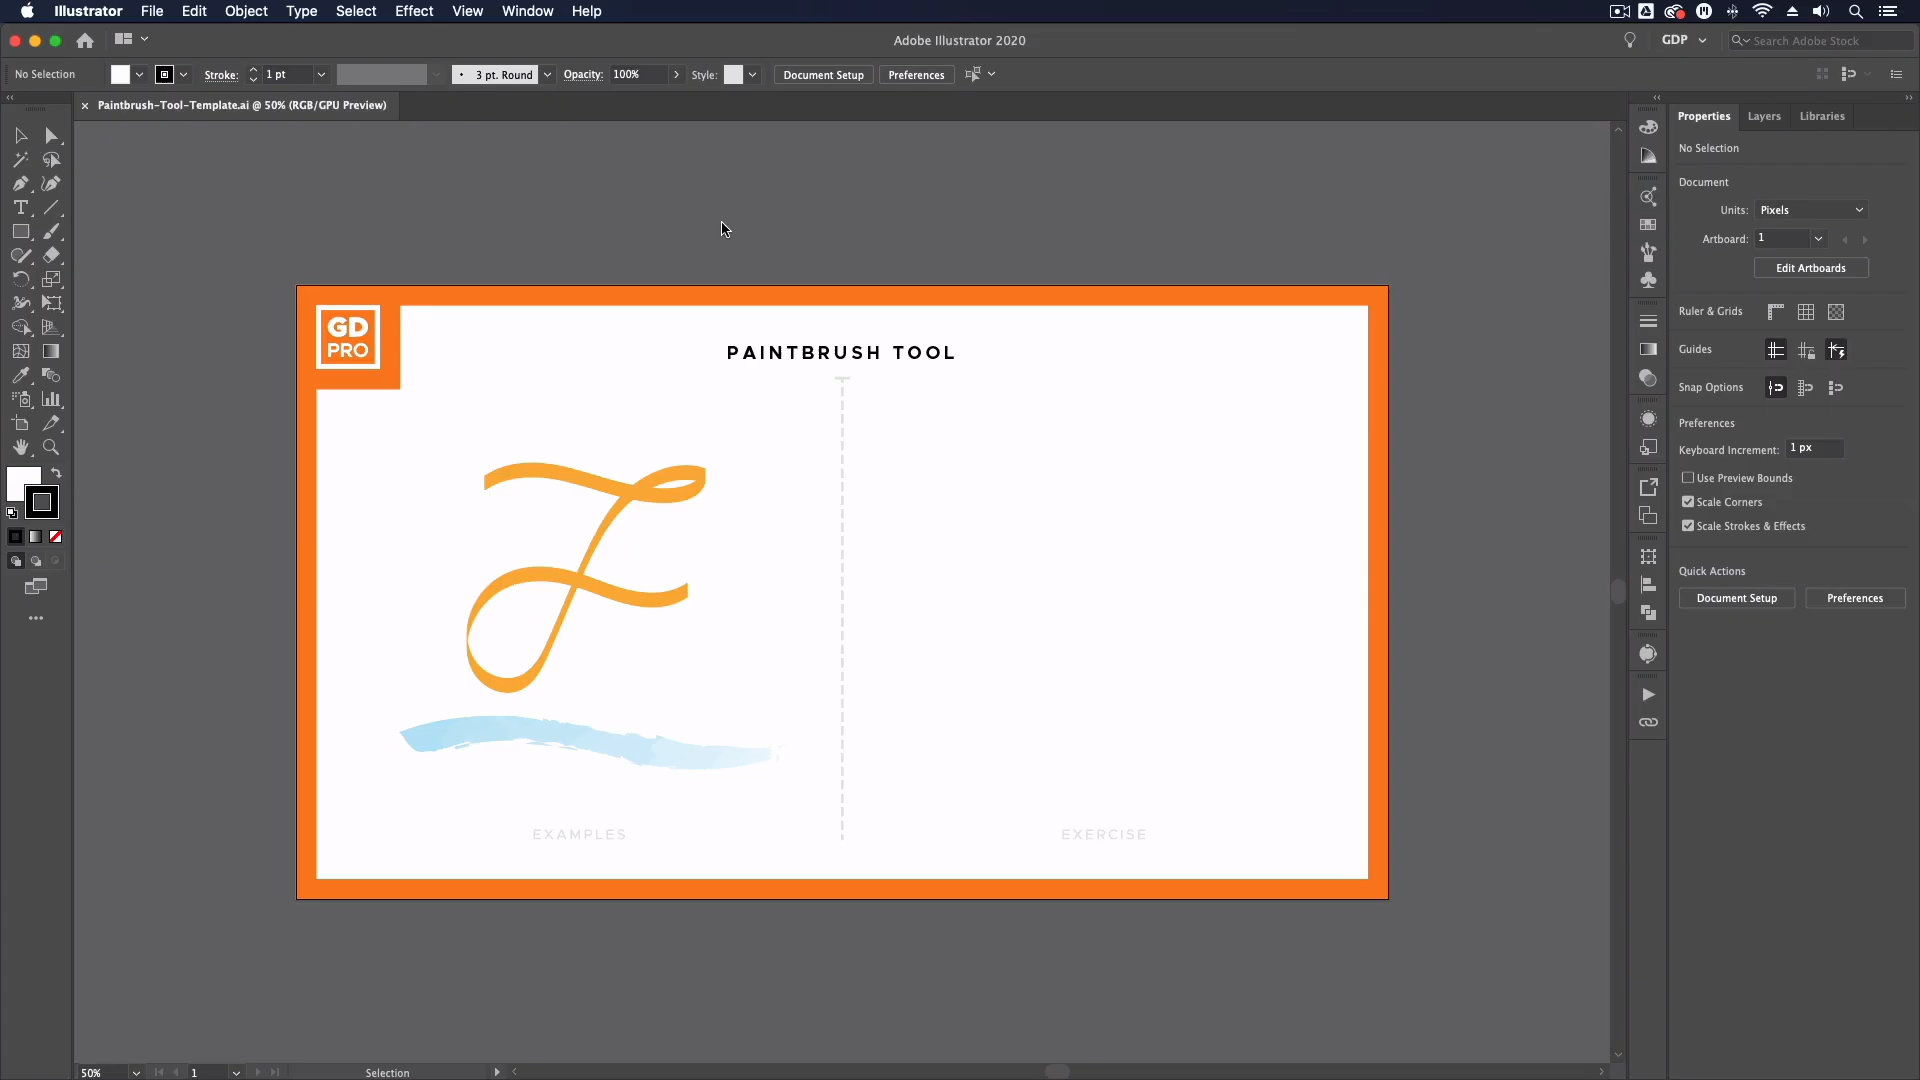 Illustrator File Edit Object Type Select Effect View Window Help
Adobe Illustrator 2020
GDP
Search Adobe Stock
No Selection
Stroke: 1 pt
3 pt. Round
Opacity: 100%
Style:
Document Setup
Preferences
Paintbrush-Tool-Template.ai @ 50% (RGB/GPU Preview)
Properties Layers Libraries
No Selection
Document
Units: Pixels
Artboard: 1
Edit Artboards
Ruler & Grids
Guides
Snap Options
Preferences
Keyboard Increment: 1 px
Use Preview Bounds
Scale Corners
Scale Strokes & Effects
Quick Actions
Document Setup
Preferences
GD
PRO
PAINTBRUSH TOOL
EXAMPLES
EXERCISE
50%
1
Selection